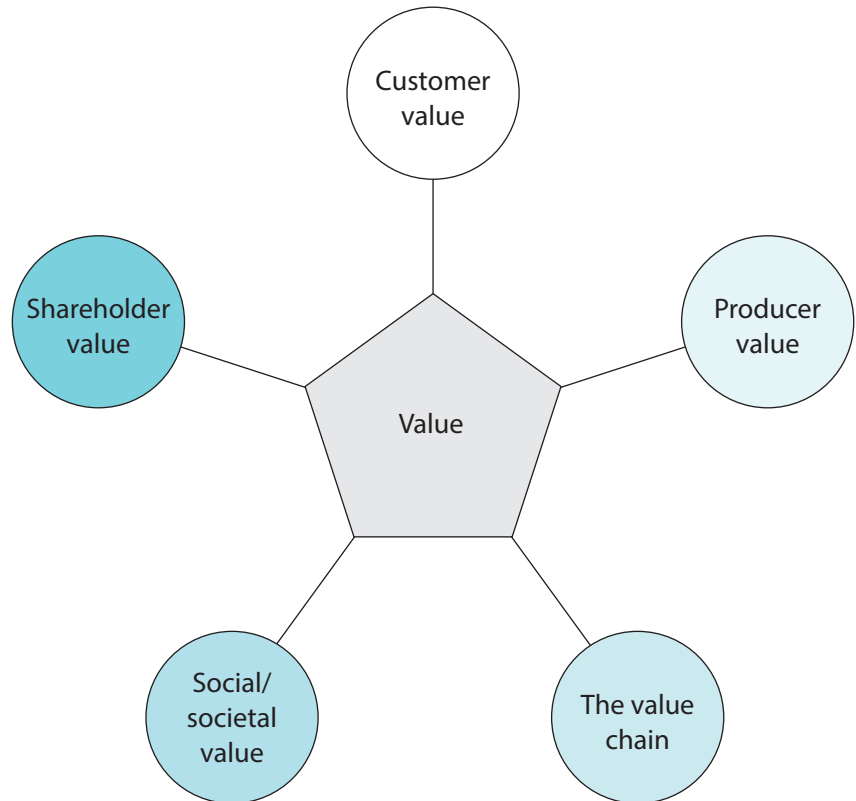 Customer
value
Shareholder
value
Producer
value
Value
Social/
societal
value
The value
chain